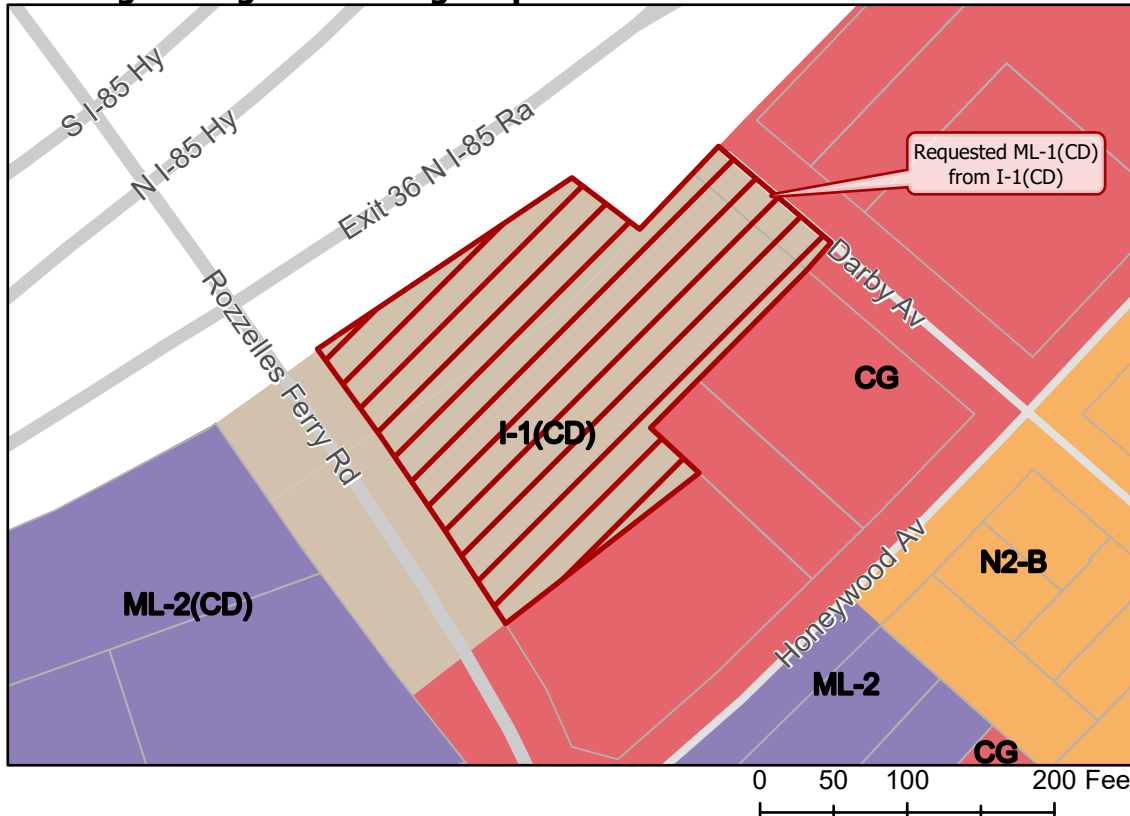 S I-85 Hy
N I-85 Hy
Exit 36 N I-85 Ra
Requested ML-1(CD)
from I-1(CD)
Rozzelles Ferry Rd
Darby Av
CG
I-1(CD)
N2-B
ML-2(CD)
Honeywood Av
ML-2
CG
0 50 100 200 Fee